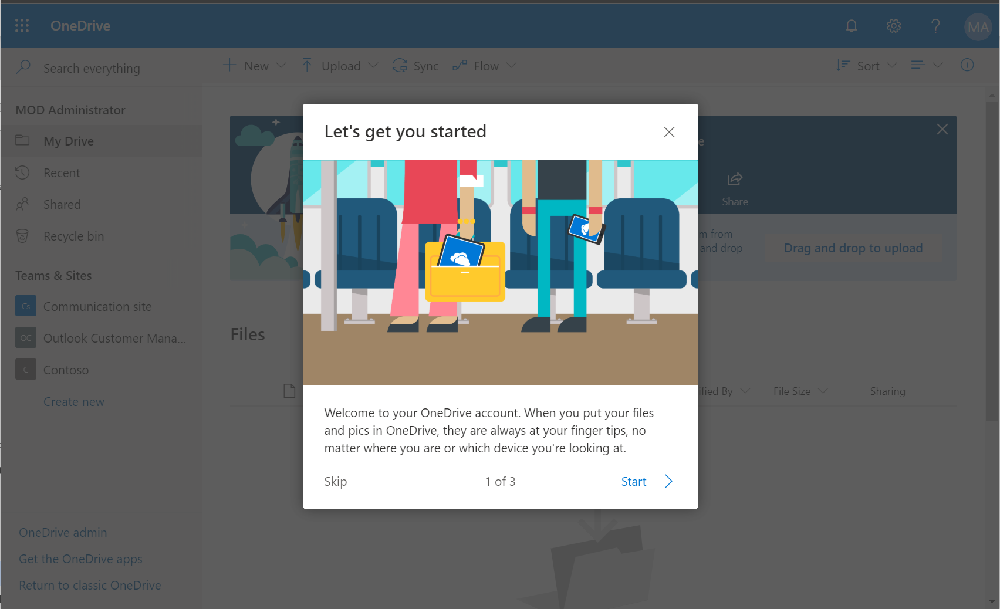 OneDrive
MA
Search everything
New
Upload
Sync
Flow
Sort
MOD Administrator
My Drive
Recent
Shared
Recycle bin
Teams & Sites
Cs Communication site
OC Outlook Customer Mana...
C Contoso
Create new
OneDrive admin
Get the OneDrive apps
Return to classic OneDrive
e
Share
m from
and drop
Drag and drop to upload
Files
ified By
File Size
Sharing
Let's get you started
Welcome to your OneDrive account. When you put your files
and pics in OneDrive, they are always at your finger tips, no
matter where you are or which device you're looking at.
Skip
1 of 3
Start